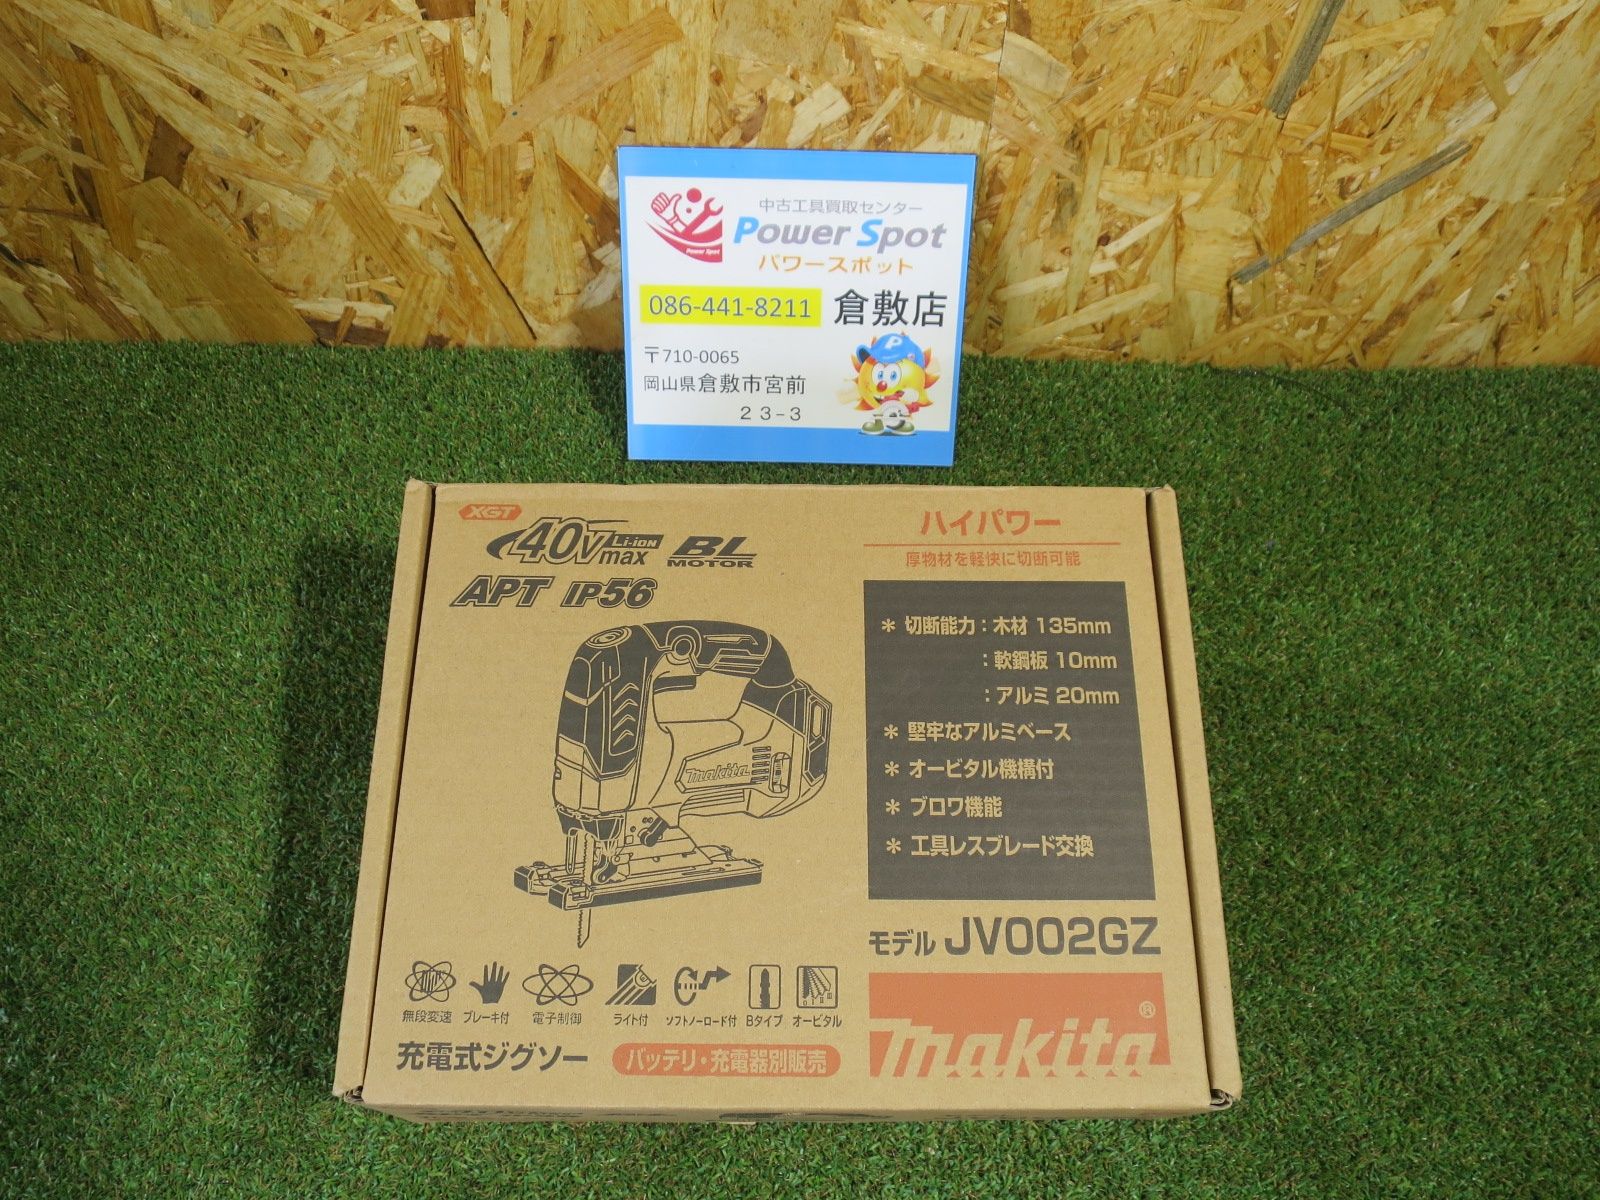 中古工具買取センター
Power Spot
Power Spot
パワースポット
086-441-8211 倉敷店
〒710-0065
岡山県倉敷市宮前
23-3
P
XGT
40Vmax Li-ion BL MOTOR
APT IP56
makita
ハイパワー
厚物材を軽快に切断可能
* 切断能力：木材 135mm
：軟鋼板 10mm
：アルミ 20mm
* 堅牢なアルミベース
* オービタル機構付
* ブロワ機能
* 工具レスブレード交換
モデル JV002GZ
無段変速 ブレーキ付 電子制御 ライト付 ソフトノーロード付 Bタイプ オービタル
充電式ジグソー バッテリ・充電器別販売
makita®